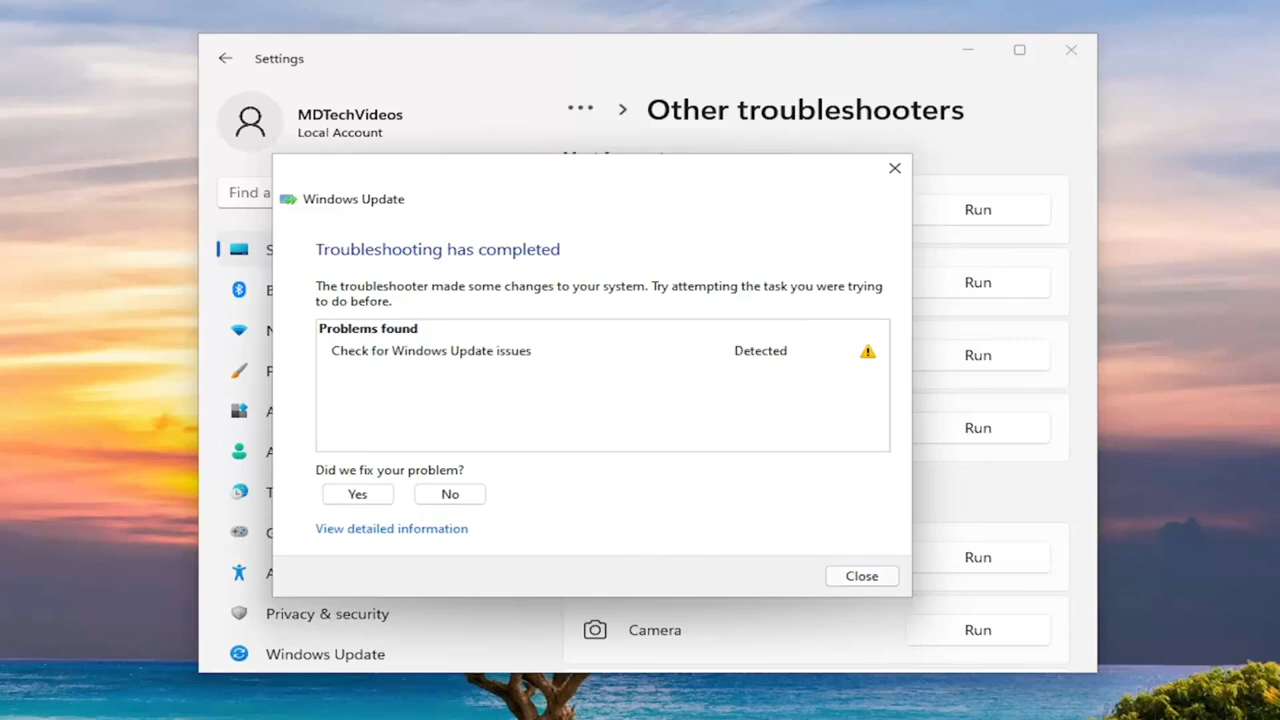 Settings
MDTechVideos
Local Account
... > Other troubleshooters
Find a
Windows Update
Troubleshooting has completed
The troubleshooter made some changes to your system. Try attempting the task you were trying
to do before.
Problems found
Check for Windows Update issues Detected
Did we fix your problem?
Yes No
View detailed information
Close
Run
Run
Run
Run
Run
S
B
N
P
A
A
T
G
A
Privacy & security
Windows Update
Camera Run